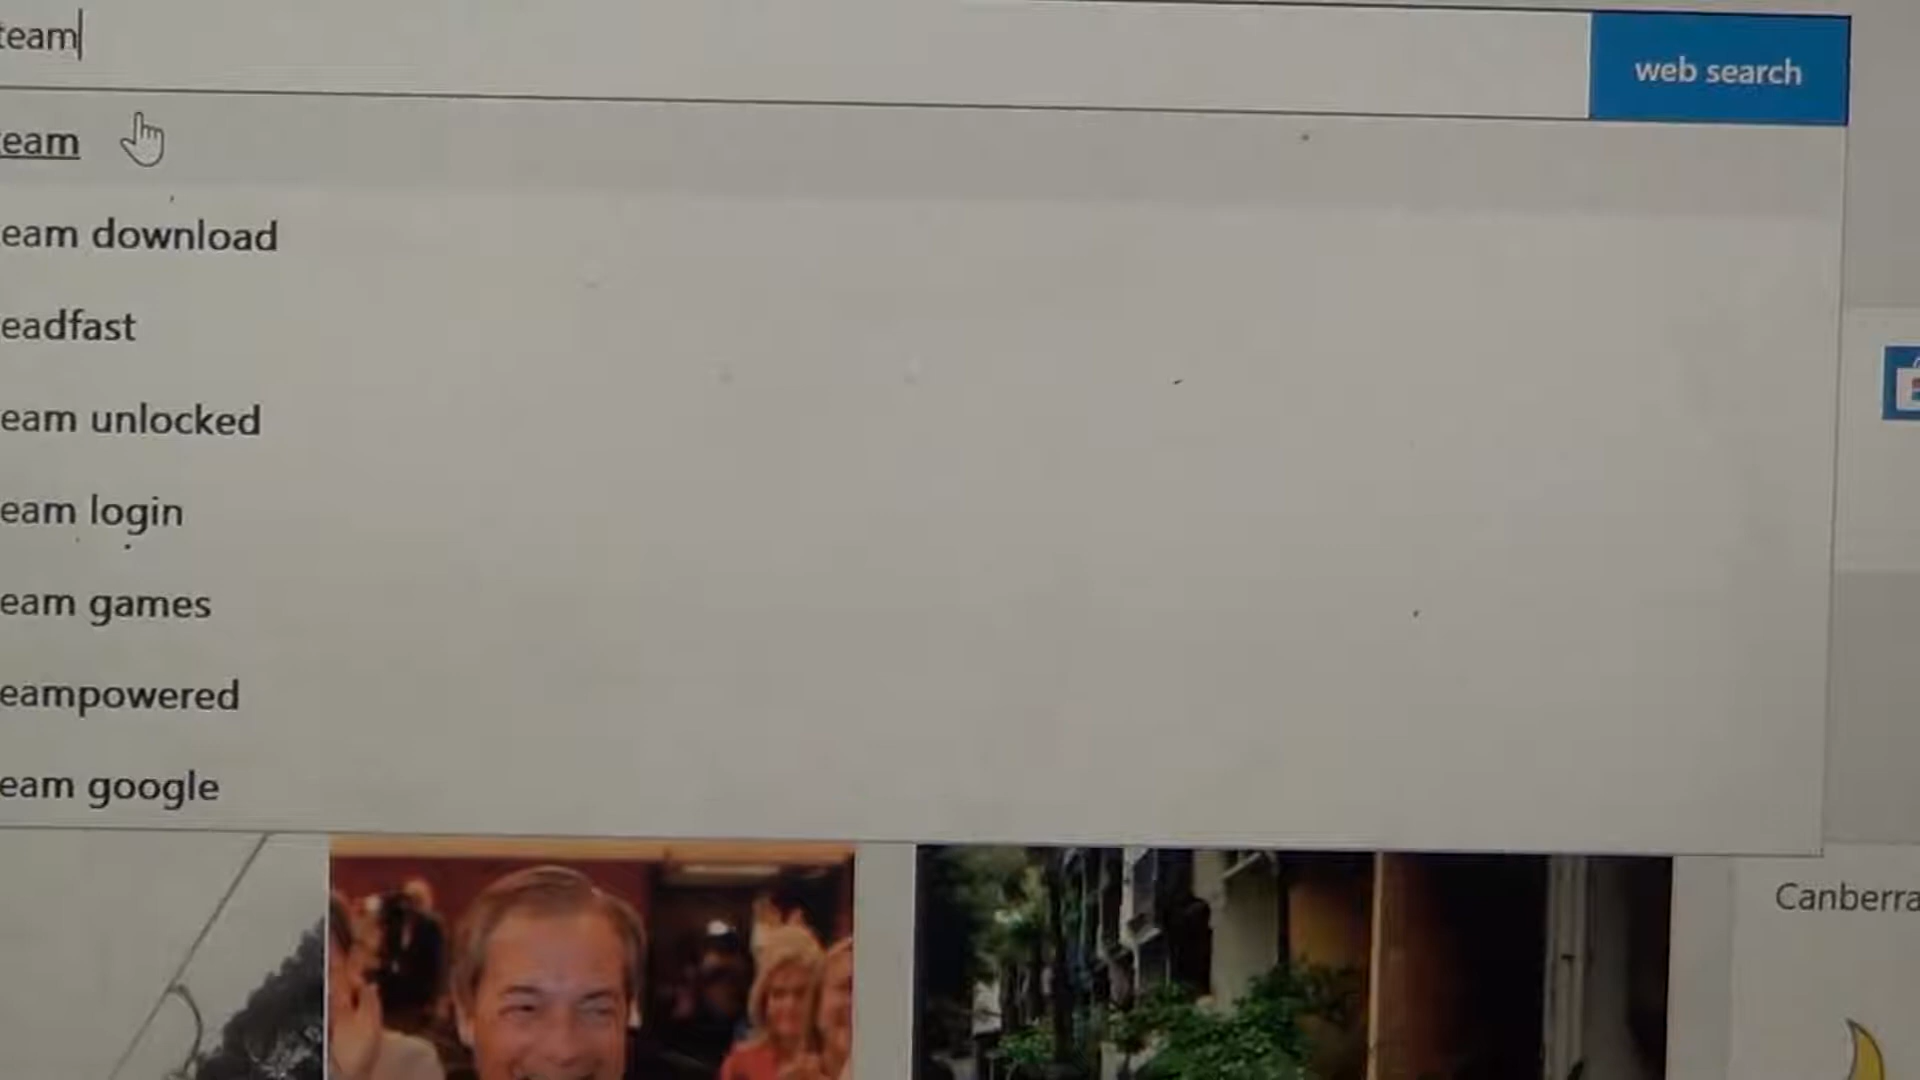 team
web search
eam
eam download
eadfast
eam unlocked
eam login
eam games
eampowered
eam google
Canberra